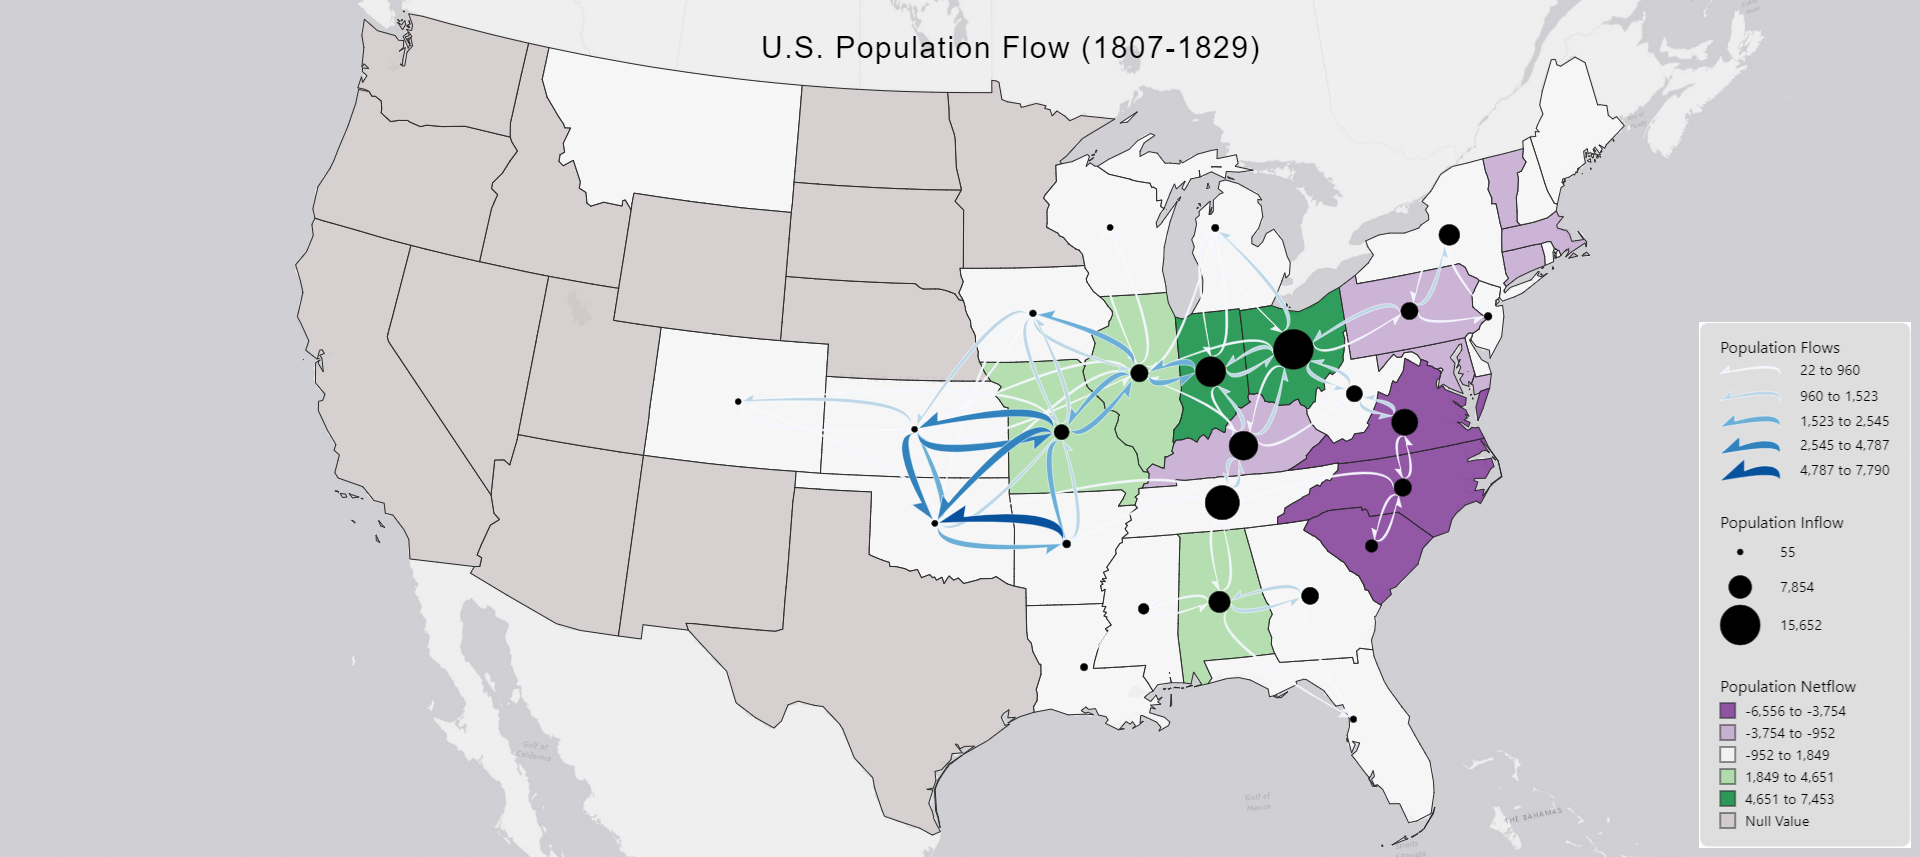 U.S. Population Flow (1807-1829)
Population Flows
22 to 960
960 to 1,523
1,523 to 2,545
2,545 to 4,787
4,787 to 7,790
Population Inflow
55
7,854
15,652
Population Netflow
-6,556 to -3,754
-3,754 to -952
-952 to 1,849
1,849 to 4,651
4,651 to 7,453
Null Value
Gulf of
California
Gulf of
Mexico
THE BAHAMAS
Straits
of Florida